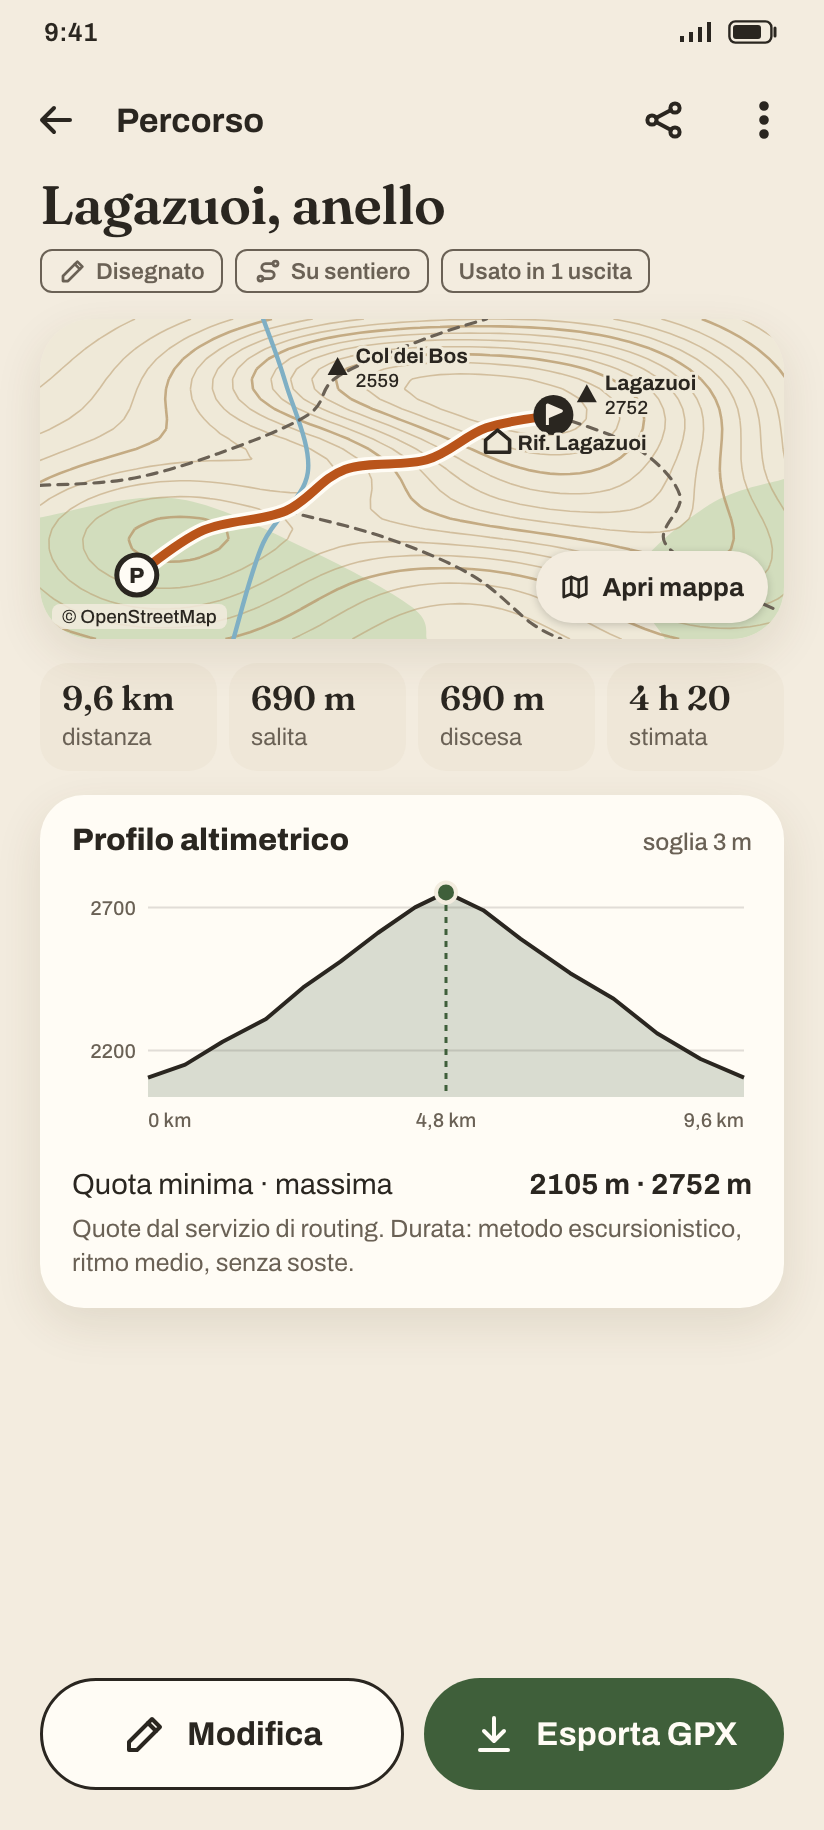 9:41
Percorso
Lagazuoi, anello
Disegnato
Su sentiero
Usato in 1 uscita
Col dei Bos
2559
Lagazuoi
2752
Rif. Lagazuoi
P
Apri mappa
© OpenStreetMap
9,6 km
distanza
690 m
salita
690 m
discesa
4 h 20
stimata
Profilo altimetrico
soglia 3 m
2700
2200
0 km
4,8 km
9,6 km
Quota minima · massima
2105 m · 2752 m
Quote dal servizio di routing. Durata: metodo escursionistico,
ritmo medio, senza soste.
Modifica
Esporta GPX